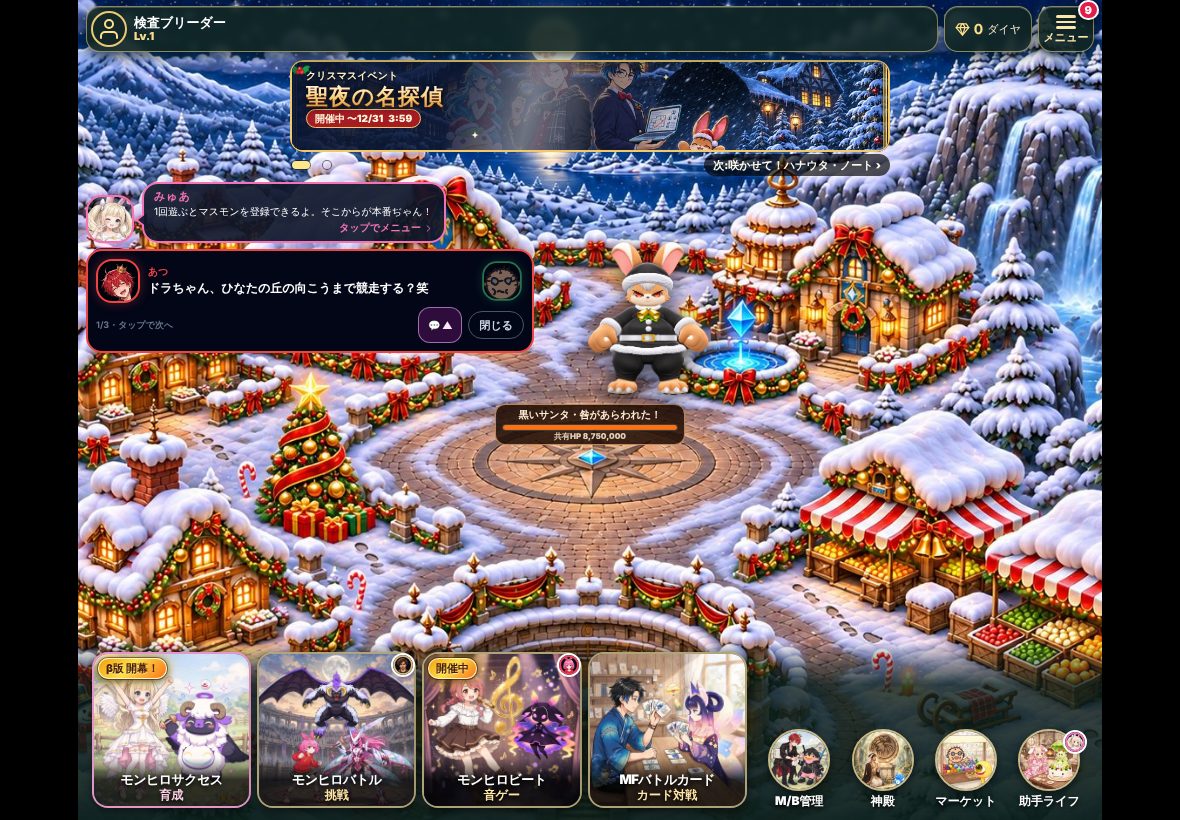 検査ブリーダー
Lv.1
0 ダイヤ
9
メニュー
クリスマスイベント
聖夜の名探偵
開催中 〜12/31 3:59
次:咲かせて！ハナウタ・ノート ›
みゅあ
1回遊ぶとマスモンを登録できるよ。そこからが本番ぢゃん！
タップでメニュー ›
あつ
ドラちゃん、ひなたの丘の向こうまで競走する？笑
1/3・タップで次へ
💬▲
閉じる
黒いサンタ・咎があらわれた！
共有HP 8,750,000
β版 開幕！
モンヒロサクセス
育成
モンヒロバトル
挑戦
開催中
モンヒロビート
音ゲー
MFバトルカード
カード対戦
M/B管理
神殿
マーケット
助手ライフ